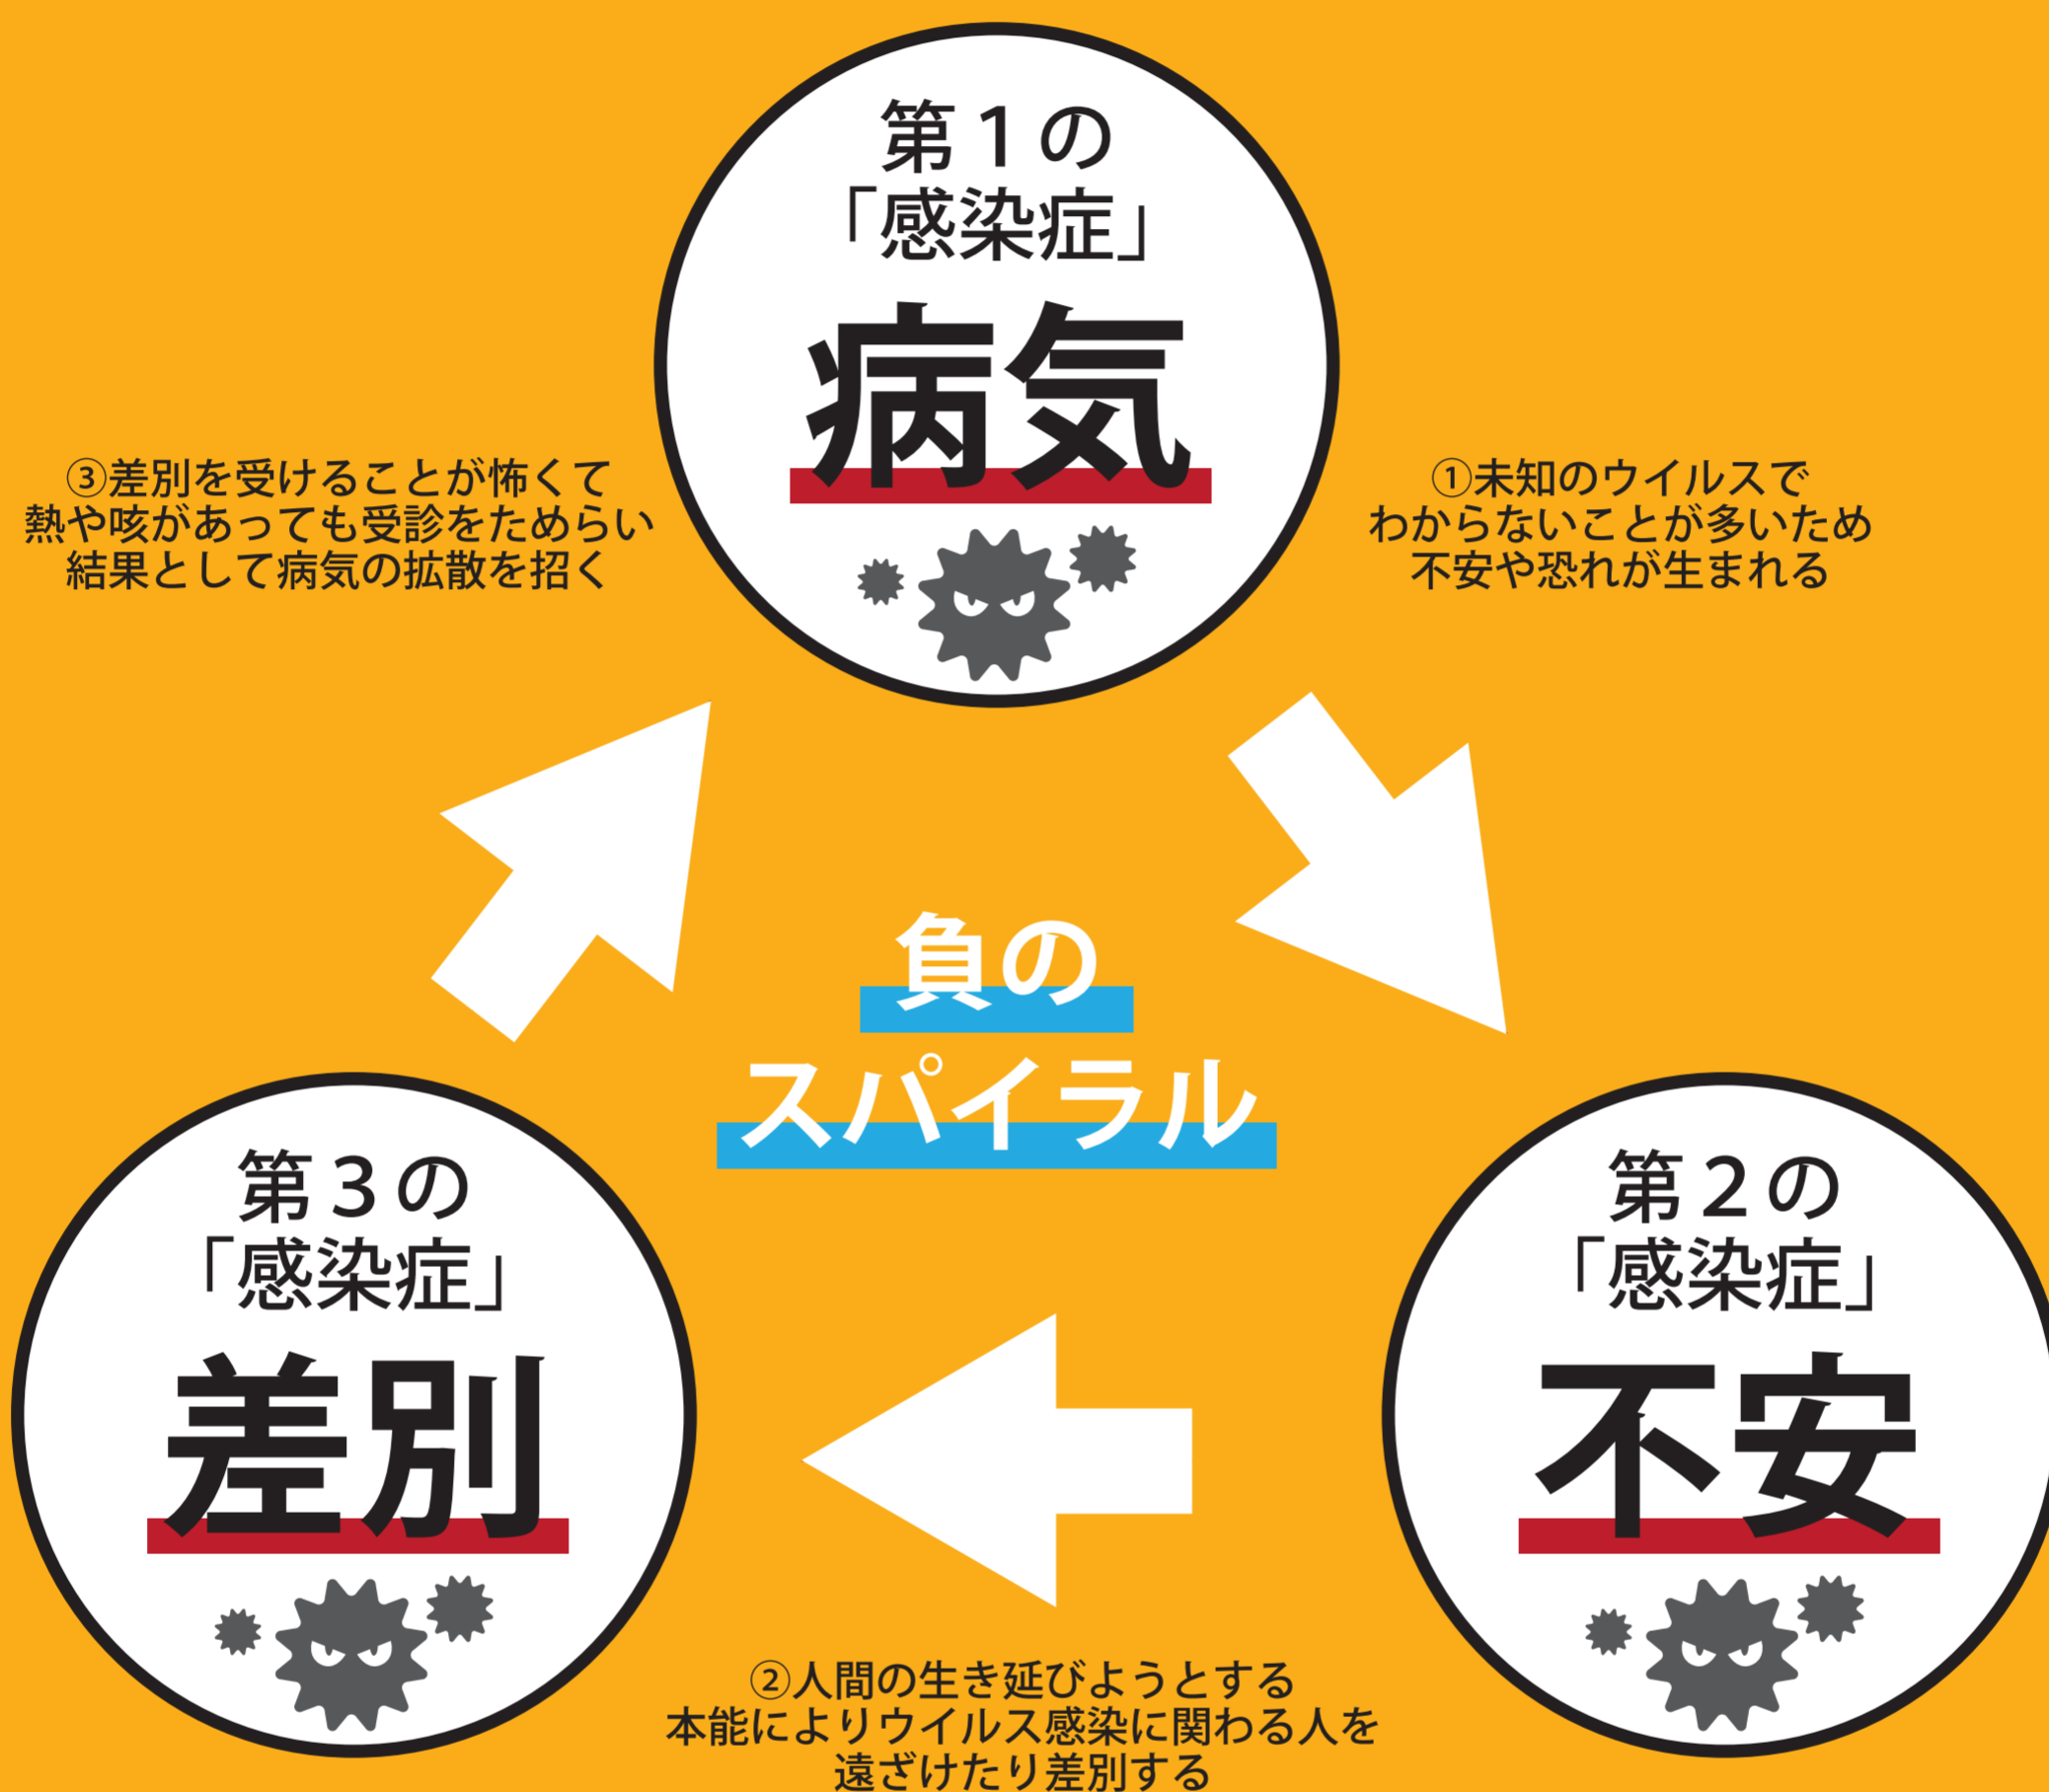 第１の
「感染症」
病気
①未知のウイルスで
わからないことが多いため
不安や恐れが生まれる
第２の
「感染症」
不安
②人間の生き延びようとする
本能によりウイルス感染に関わる人を
遠ざけたり差別する
第３の
「感染症」
差別
③差別を受けることが怖くて
熱や咳があっても受診をためらい
結果として病気の拡散を招く
負の
スパイラル